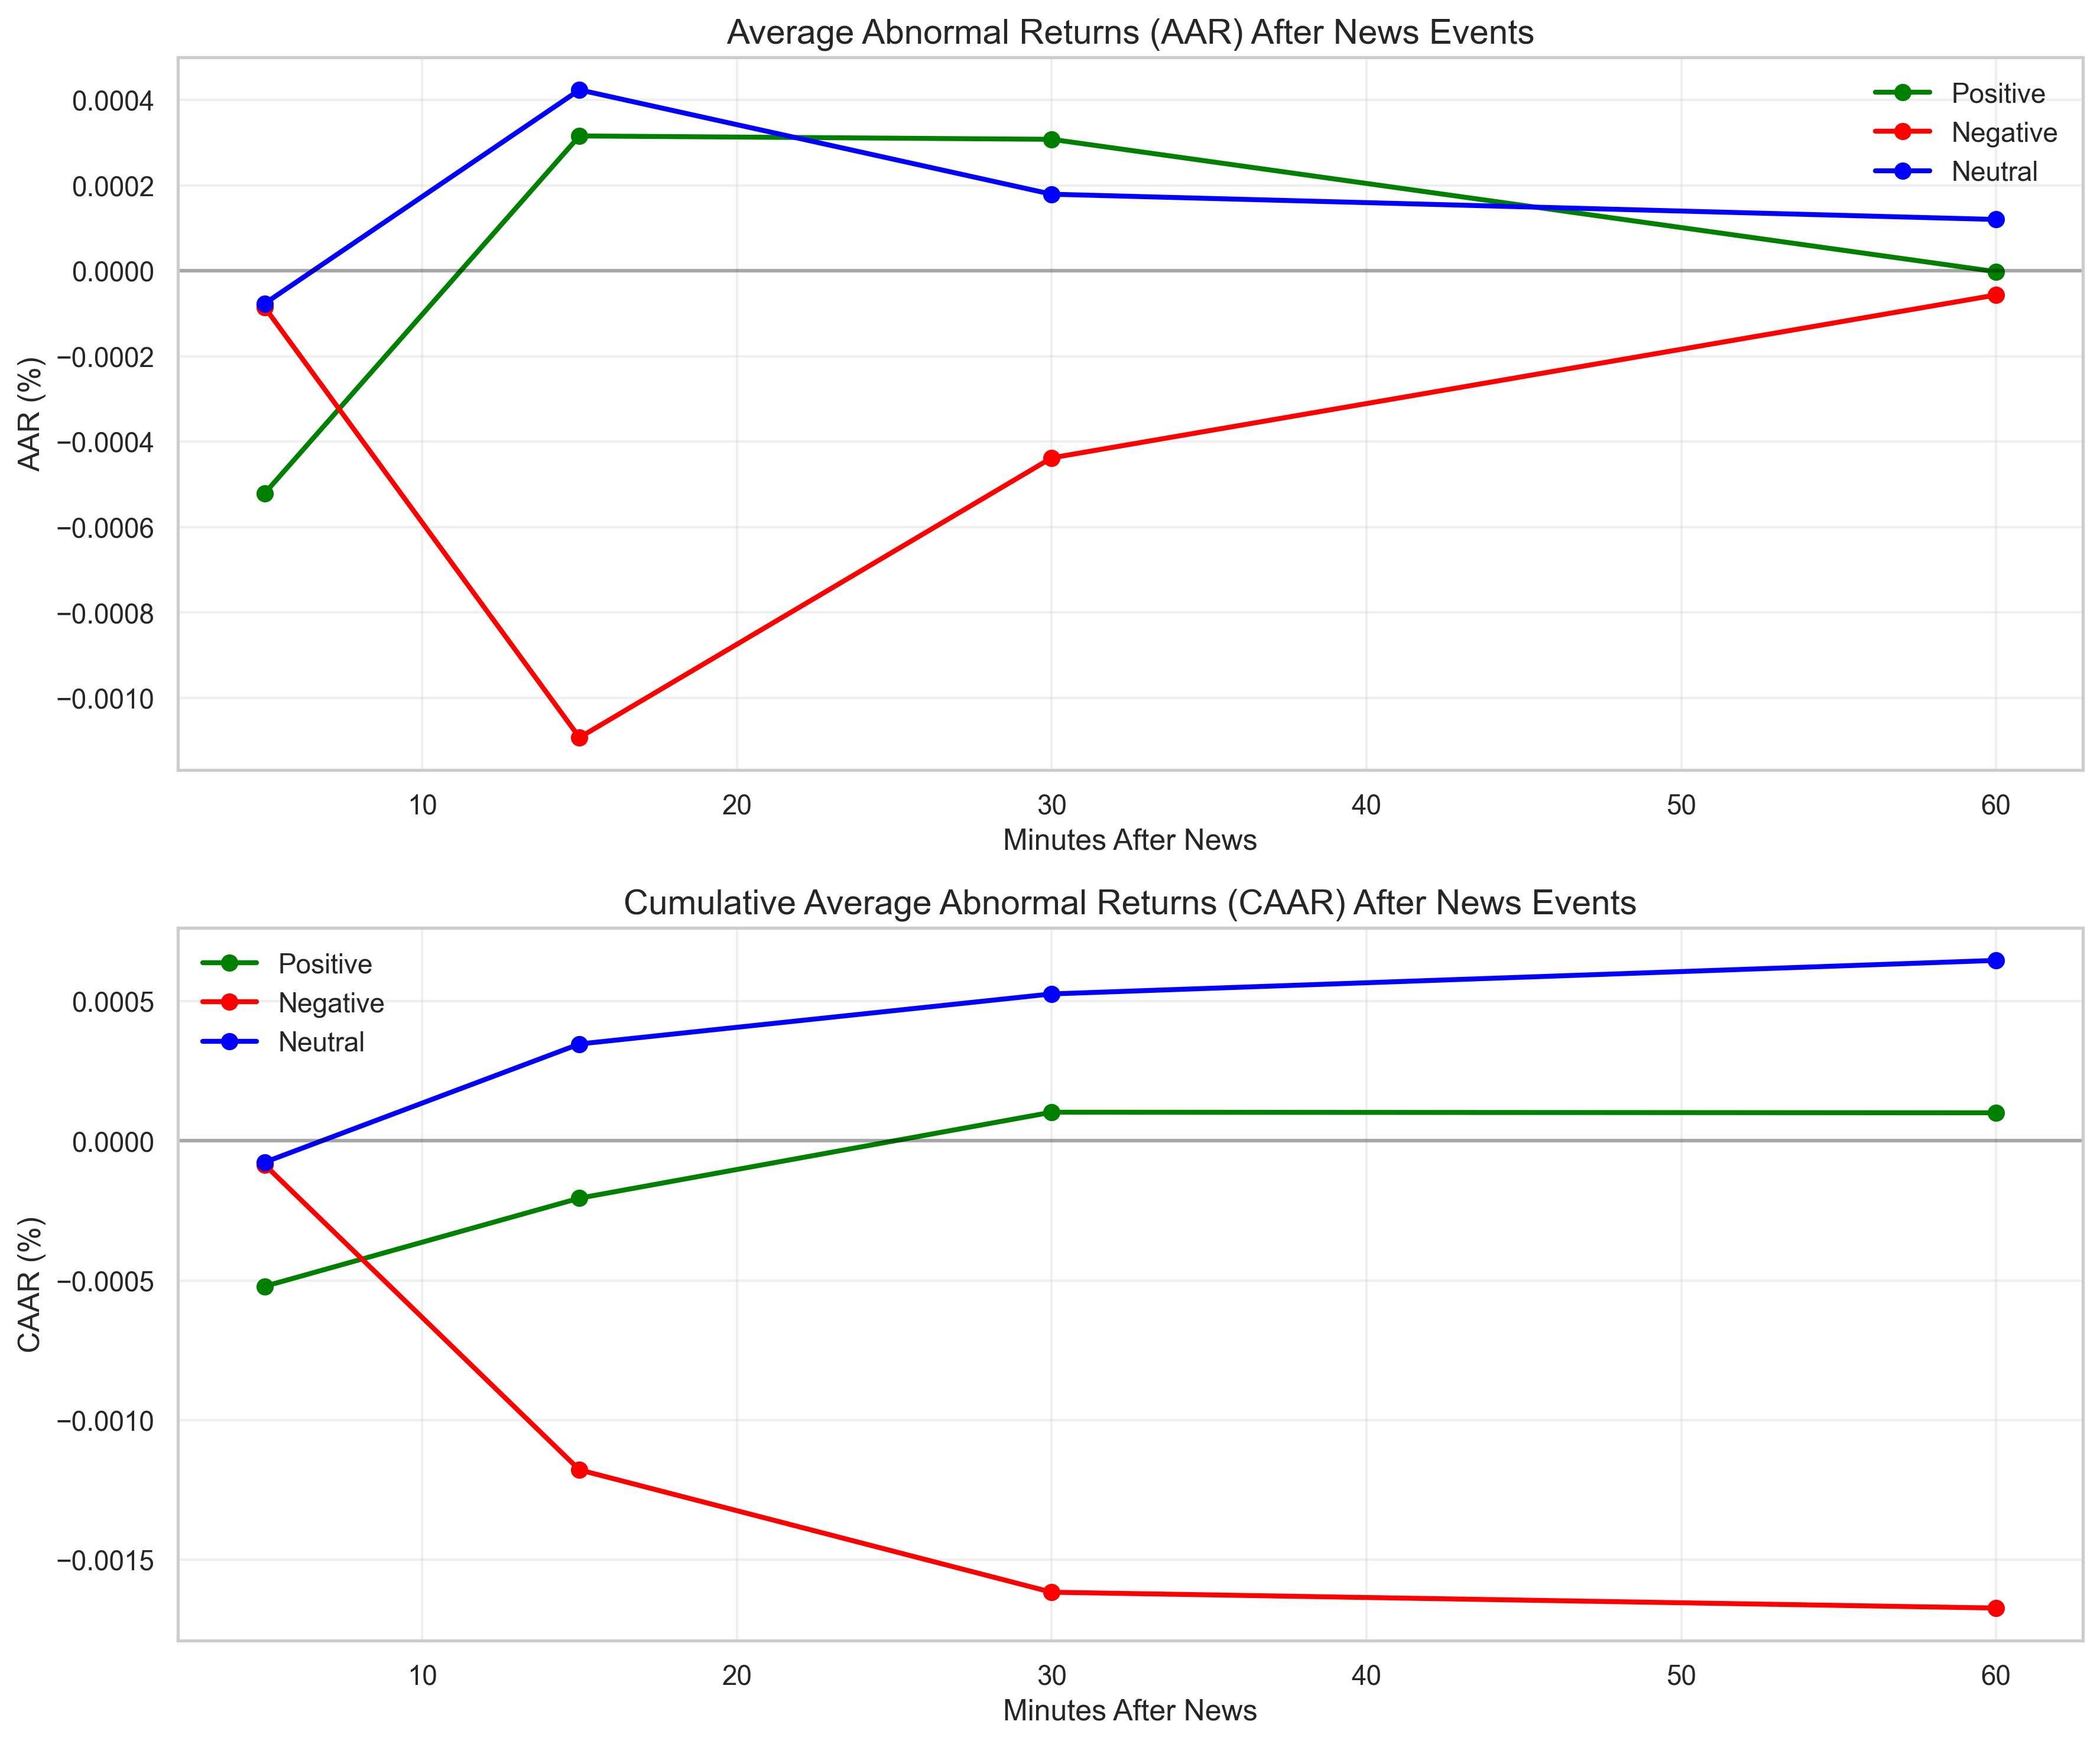 Average Abnormal Returns (AAR) After News Events
Positive
Negative
Neutral
0.0004
0.0002
0.0000
−0.0002
−0.0004
−0.0006
−0.0008
−0.0010
AAR (%)
10 20 30 40 50 60
Minutes After News
Cumulative Average Abnormal Returns (CAAR) After News Events
Positive
Negative
Neutral
0.0005
0.0000
−0.0005
−0.0010
−0.0015
CAAR (%)
10 20 30 40 50 60
Minutes After News